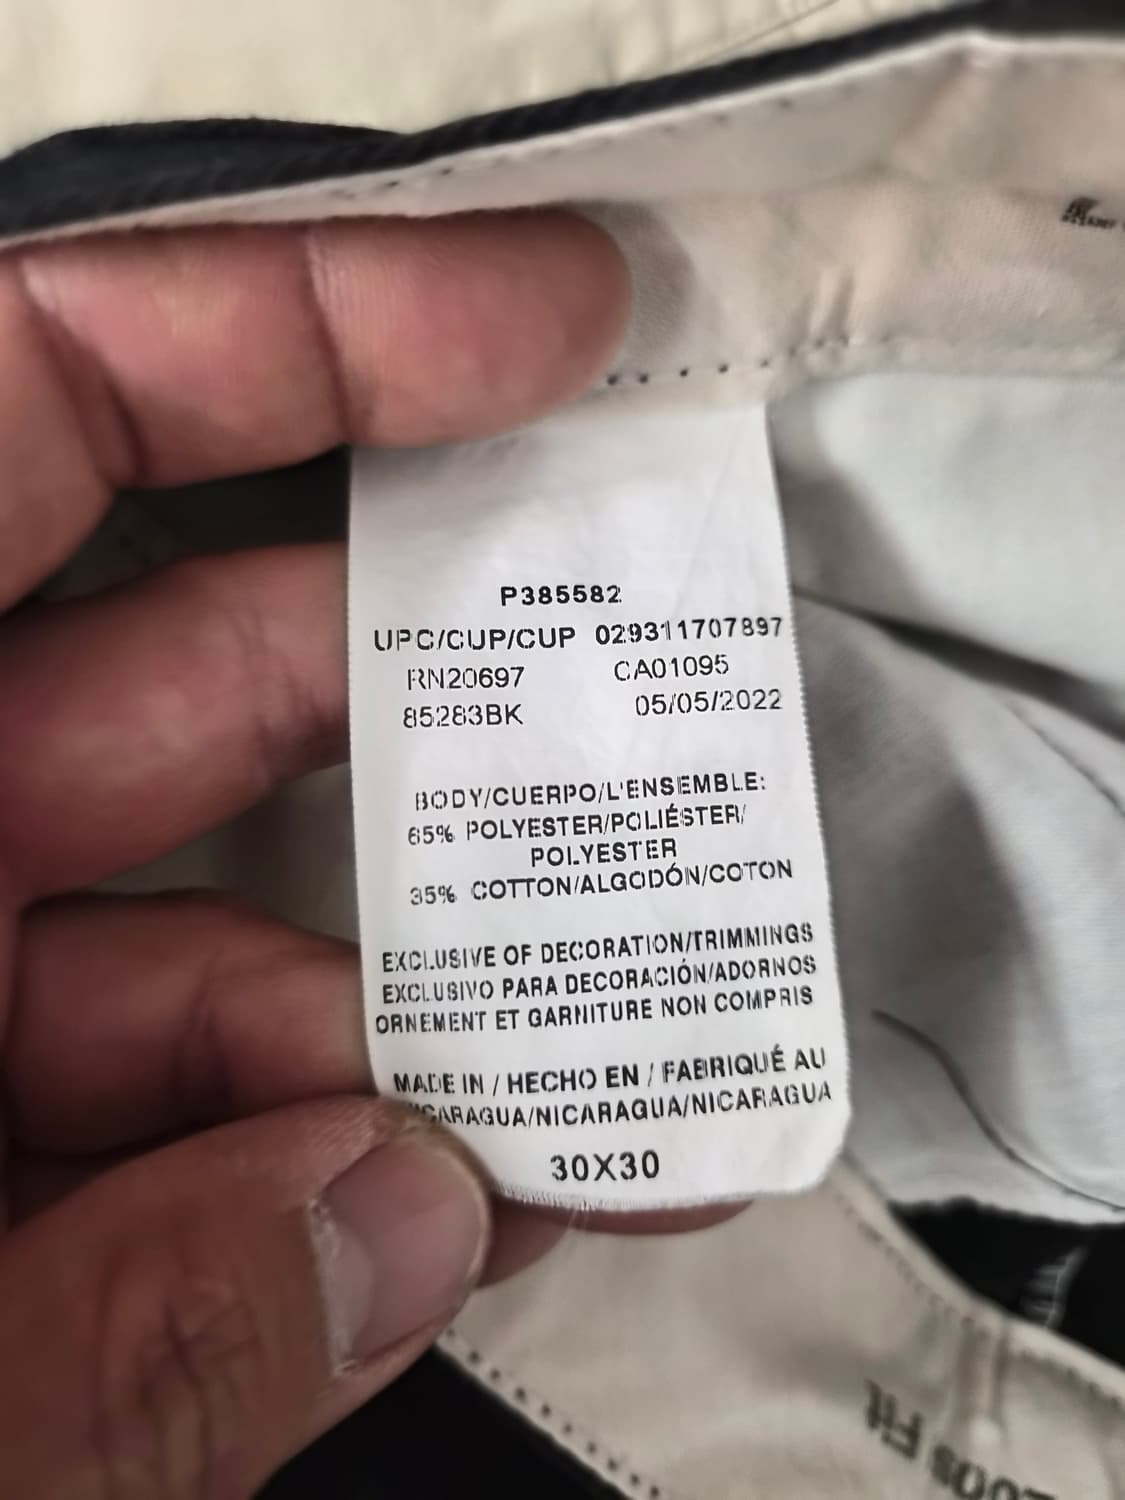 P385582
UPC/CUP/CUP 029311707897
RN20697 CA01095
85283BK 05/05/2022
BODY/CUERPO/L'ENSEMBLE:
65% POLYESTER/POLIÉSTER/
POLYESTER
35% COTTON/ALGODÓN/COTON
EXCLUSIVE OF DECORATION/TRIMMINGS
EXCLUSIVO PARA DECORACIÓN/ADORNOS
ORNEMENT ET GARNITURE NON COMPRIS
MADE IN / HECHO EN / FABRIQUÉ AU
NICARAGUA/NICARAGUA/NICARAGUA
30X30
Fit